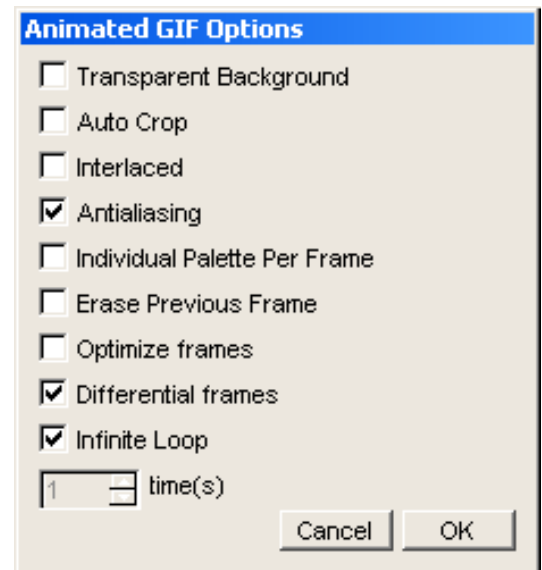 Animated GIF Options
Transparent Background
Auto Crop
Interlaced
Antialiasing
Individual Palette Per Frame
Erase Previous Frame
Optimize frames
Differential frames
Infinite Loop
1 time(s)
Cancel OK